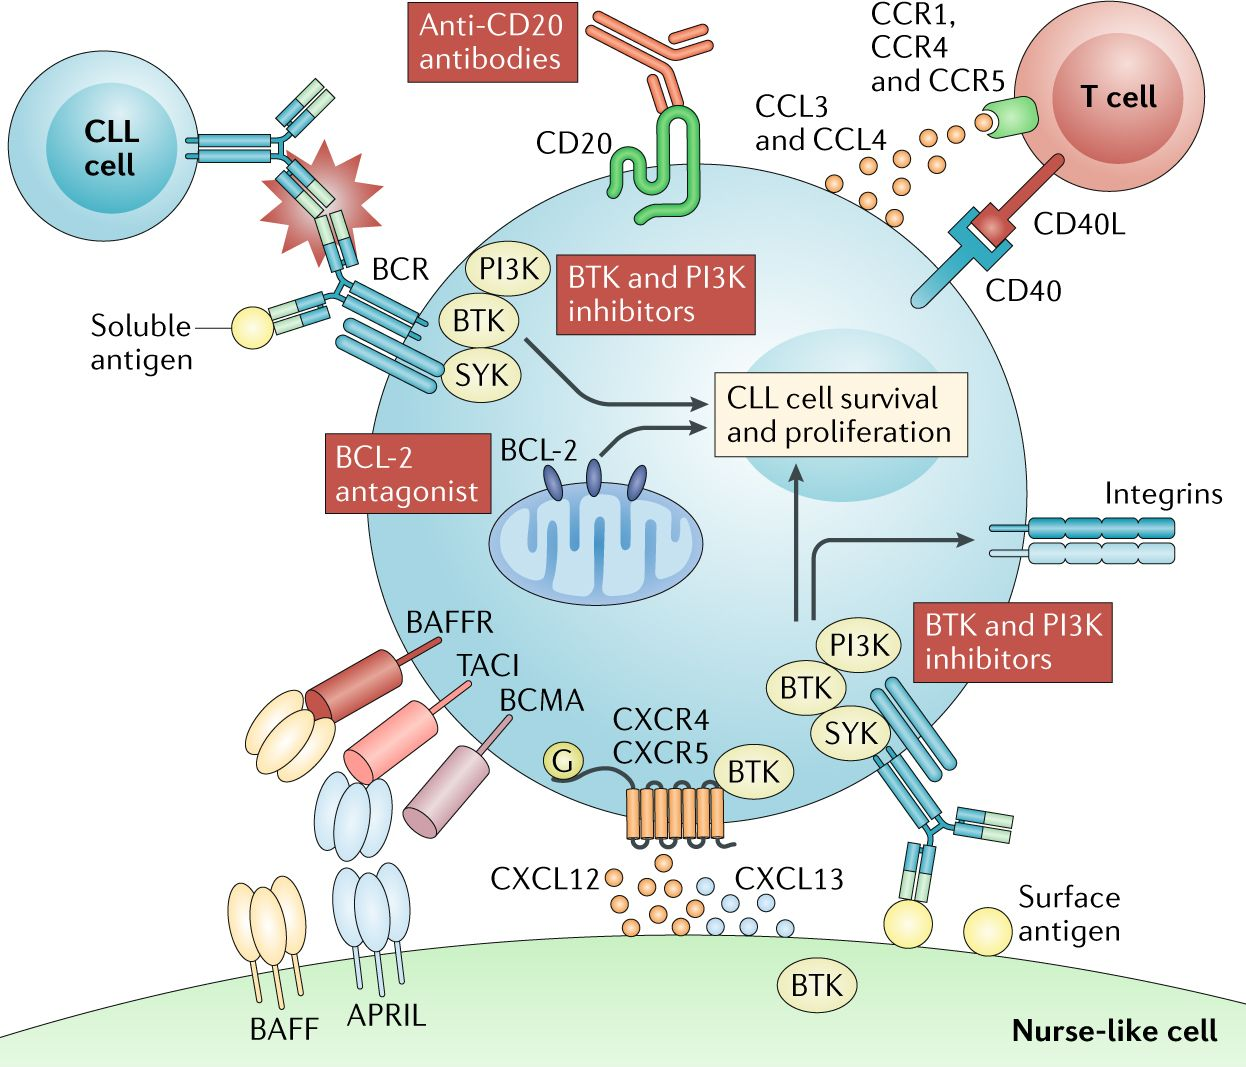 Anti-CD20
antibodies
CCR1,
CCR4
and CCR5
T cell
CLL
cell
CCL3
and CCL4
CD20
CD40L
CD40
BCR
PI3K
BTK
SYK
BTK and PI3K
inhibitors
Soluble
antigen
CLL cell survival
and proliferation
BCL-2
antagonist
BCL-2
Integrins
BTK and PI3K
inhibitors
PI3K
BTK
SYK
BAFFR
TACI
BCMA
CXCR4
CXCR5
G
BTK
CXCL12
CXCL13
Surface
antigen
BTK
BAFF
APRIL
Nurse-like cell